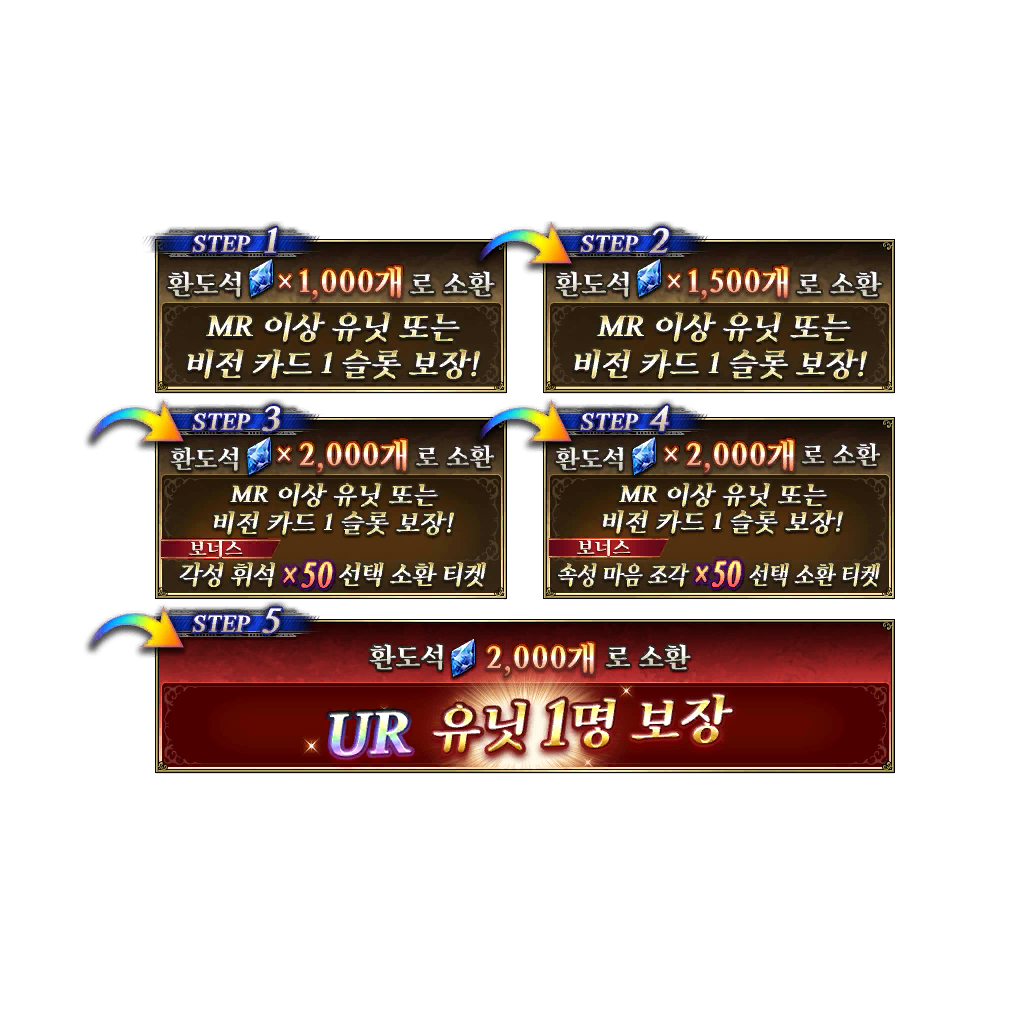 STEP 1
환도석 ×1,000개 로 소환
MR 이상 유닛 또는
비전 카드 1 슬롯 보장!
STEP 2
환도석 ×1,500개 로 소환
MR 이상 유닛 또는
비전 카드 1 슬롯 보장!
STEP 3
환도석 ×2,000개 로 소환
MR 이상 유닛 또는
비전 카드 1 슬롯 보장!
보너스
각성 휘석 ×50 선택 소환 티켓
STEP 4
환도석 ×2,000개 로 소환
MR 이상 유닛 또는
비전 카드 1 슬롯 보장!
보너스
속성 마음 조각 ×50 선택 소환 티켓
STEP 5
환도석 2,000개 로 소환
UR 유닛 1명 보장